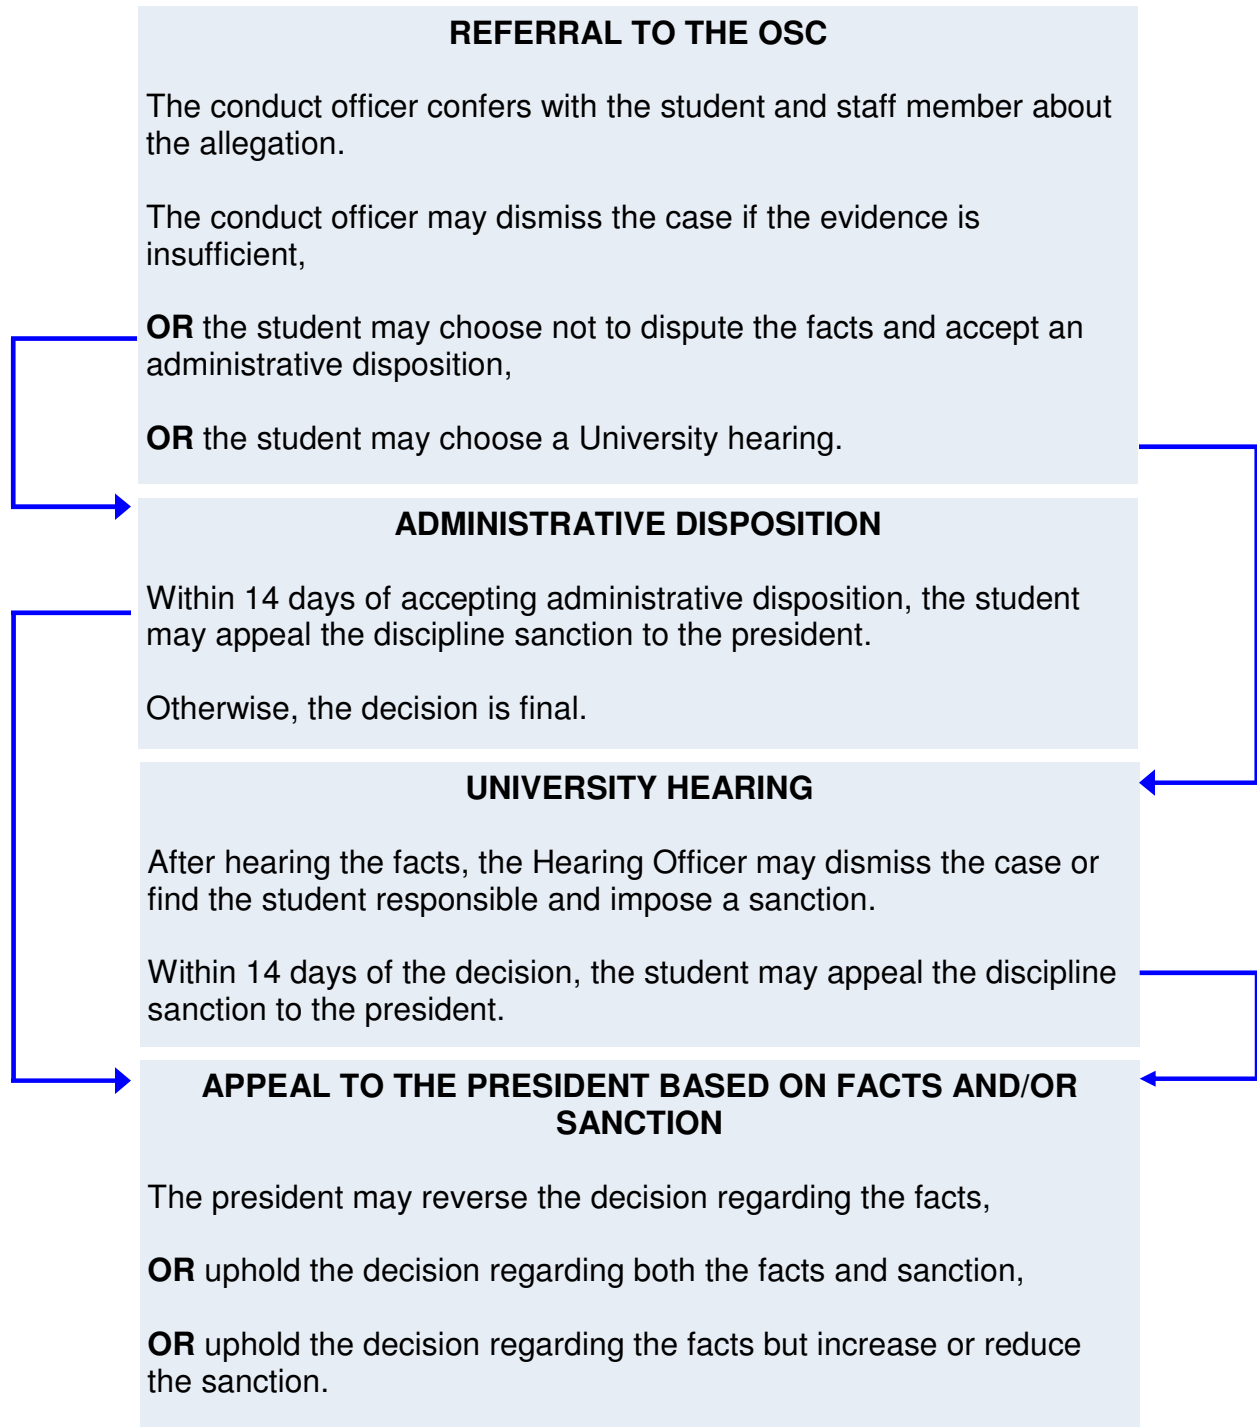 REFERRAL TO THE OSC
The conduct officer confers with the student and staff member about
the allegation.
The conduct officer may dismiss the case if the evidence is
insufficient,
OR the student may choose not to dispute the facts and accept an
administrative disposition,
OR the student may choose a University hearing.
ADMINISTRATIVE DISPOSITION
Within 14 days of accepting administrative disposition, the student
may appeal the discipline sanction to the president.
Otherwise, the decision is final.
UNIVERSITY HEARING
After hearing the facts, the Hearing Officer may dismiss the case or
find the student responsible and impose a sanction.
Within 14 days of the decision, the student may appeal the discipline
sanction to the president.
APPEAL TO THE PRESIDENT BASED ON FACTS AND/OR
SANCTION
The president may reverse the decision regarding the facts,
OR uphold the decision regarding both the facts and sanction,
OR uphold the decision regarding the facts but increase or reduce
the sanction.